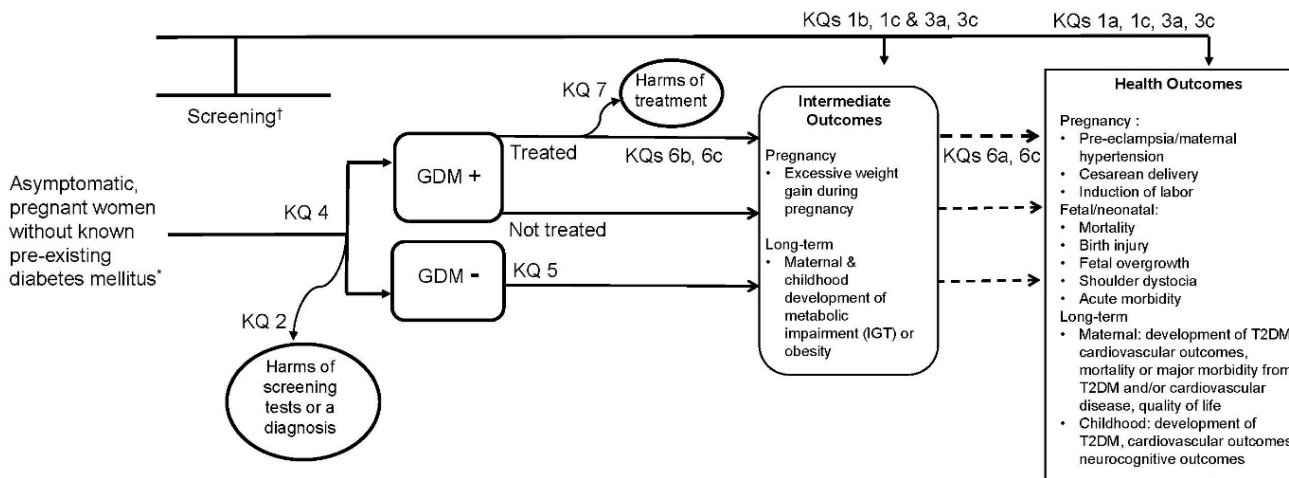 KQs 1b, 1c & 3a, 3c
KQs 1a, 1c, 3a, 3c
Screening†
Asymptomatic,
pregnant women
without known
pre-existing
diabetes mellitus*
KQ 4
KQ 2
Harms of
screening
tests or a
diagnosis
GDM +
GDM -
Treated
KQ 7
Harms of
treatment
KQs 6b, 6c
Not treated
KQ 5
Intermediate
Outcomes
Pregnancy
• Excessive weight
gain during
pregnancy
Long-term
• Maternal &
childhood
development of
metabolic
impairment (IGT) or
obesity
KQs 6a, 6c
Health Outcomes
Pregnancy :
• Pre-eclampsia/maternal
hypertension
• Cesarean delivery
• Induction of labor
Fetal/neonatal:
• Mortality
• Birth injury
• Fetal overgrowth
• Shoulder dystocia
• Acute morbidity
Long-term
• Maternal: development of T2DM
cardiovascular outcomes,
mortality or major morbidity from
T2DM and/or cardiovascular
disease, quality of life
• Childhood: development of
T2DM, cardiovascular outcomes
neurocognitive outcomes